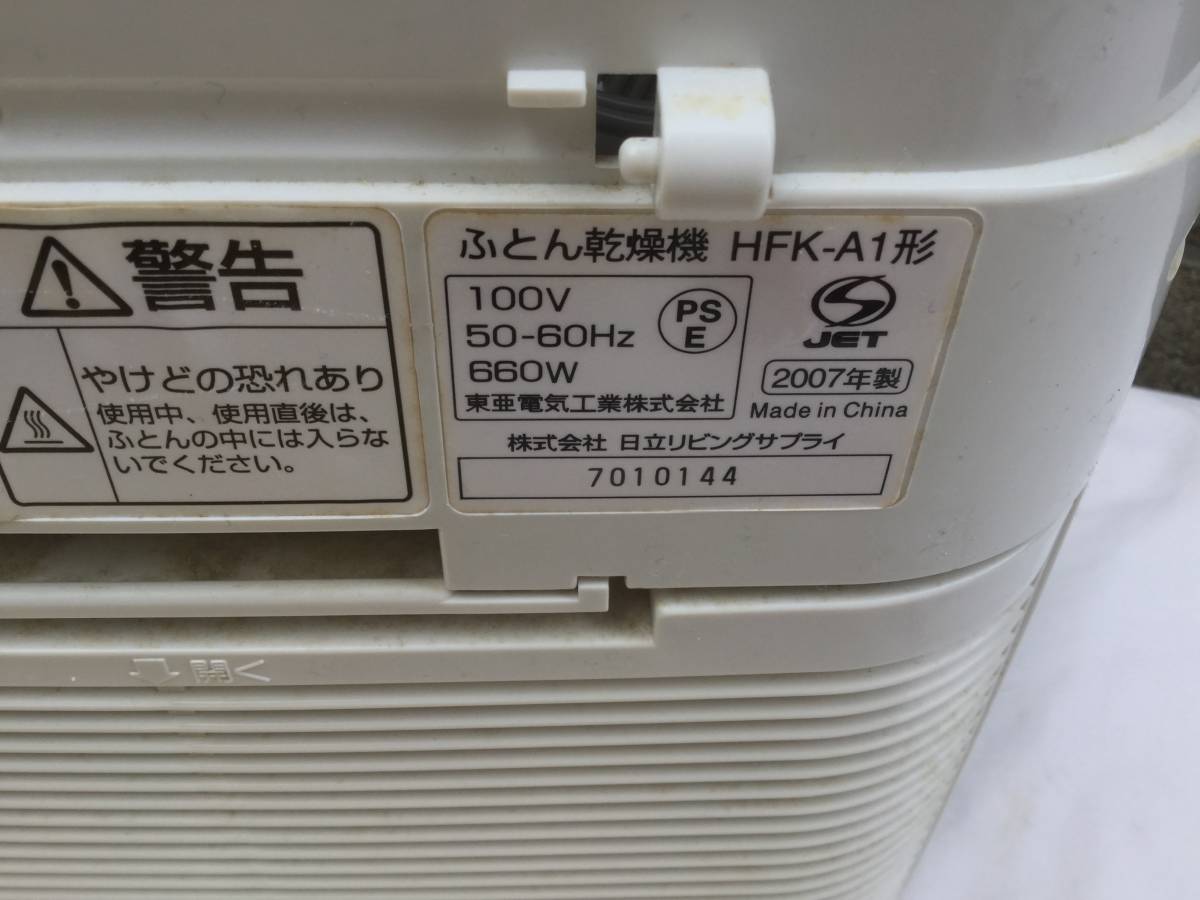 警告
やけどの恐れあり
使用中、使用直後は、
ふとんの中には入らな
いでください。
ふとん乾燥機 HFK-A1形
100V
50-60Hz
660W
東亜電気工業株式会社
PS
E
JET
2007年製
Made in China
株式会社 日立リビングサプライ
7010144
開く